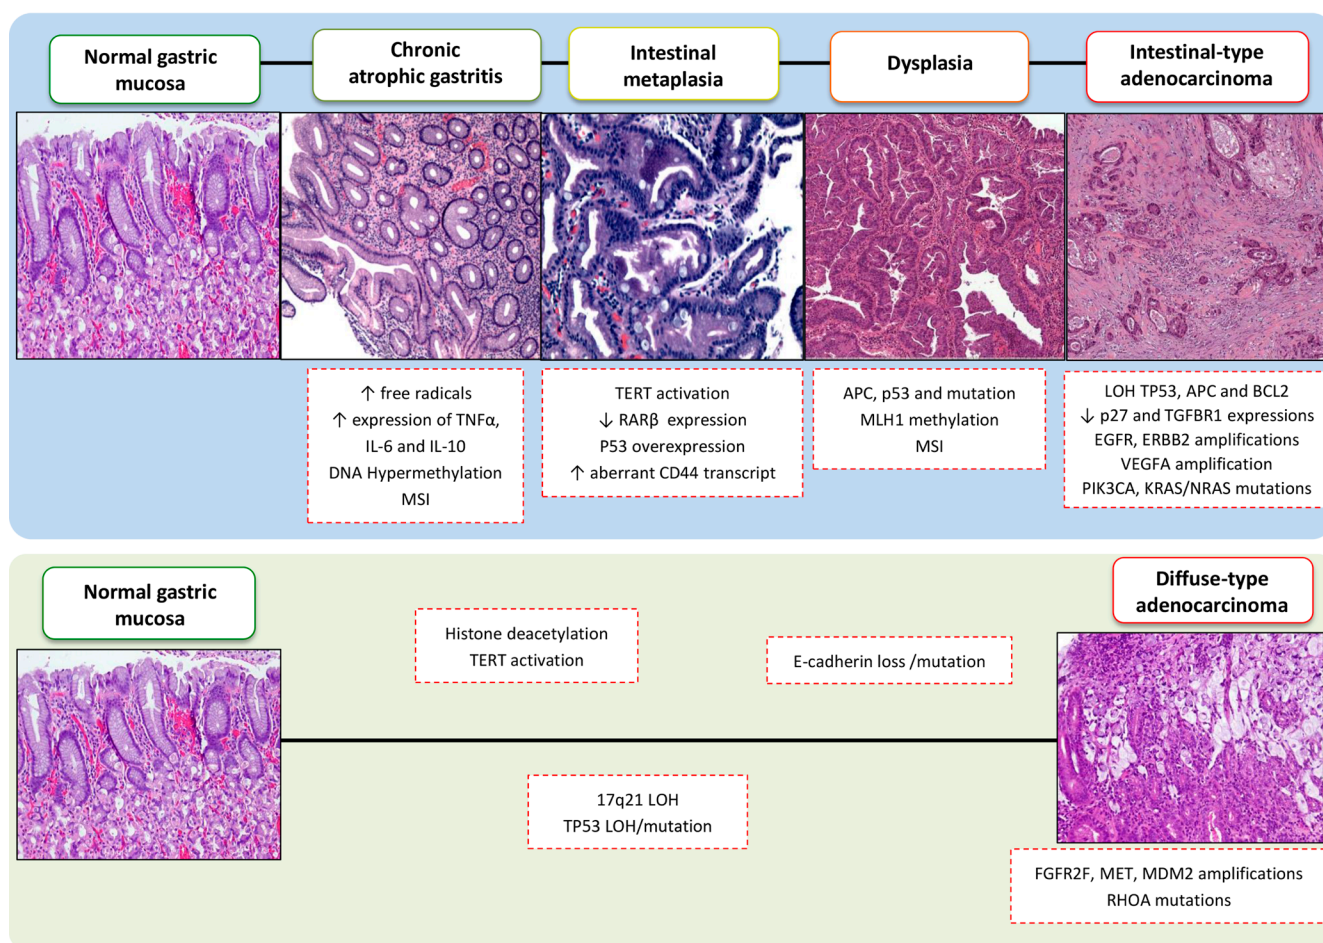 Normal gastric
mucosa
Chronic
atrophic gastritis
Intestinal
metaplasia
Dysplasia
Intestinal-type
adenocarcinoma
↑ free radicals
↑ expression of TNFα,
IL-6 and IL-10
DNA Hypermethylation
MSI
TERT activation
↓ RARβ expression
P53 overexpression
↑ aberrant CD44 transcript
APC, p53 and mutation
MLH1 methylation
MSI
LOH TP53, APC and BCL2
↓ p27 and TGFBR1 expressions
EGFR, ERBB2 amplifications
VEGFA amplification
PIK3CA, KRAS/NRAS mutations
Normal gastric
mucosa
Diffuse-type
adenocarcinoma
Histone deacetylation
TERT activation
E-cadherin loss /mutation
17q21 LOH
TP53 LOH/mutation
FGFR2F, MET, MDM2 amplifications
RHOA mutations